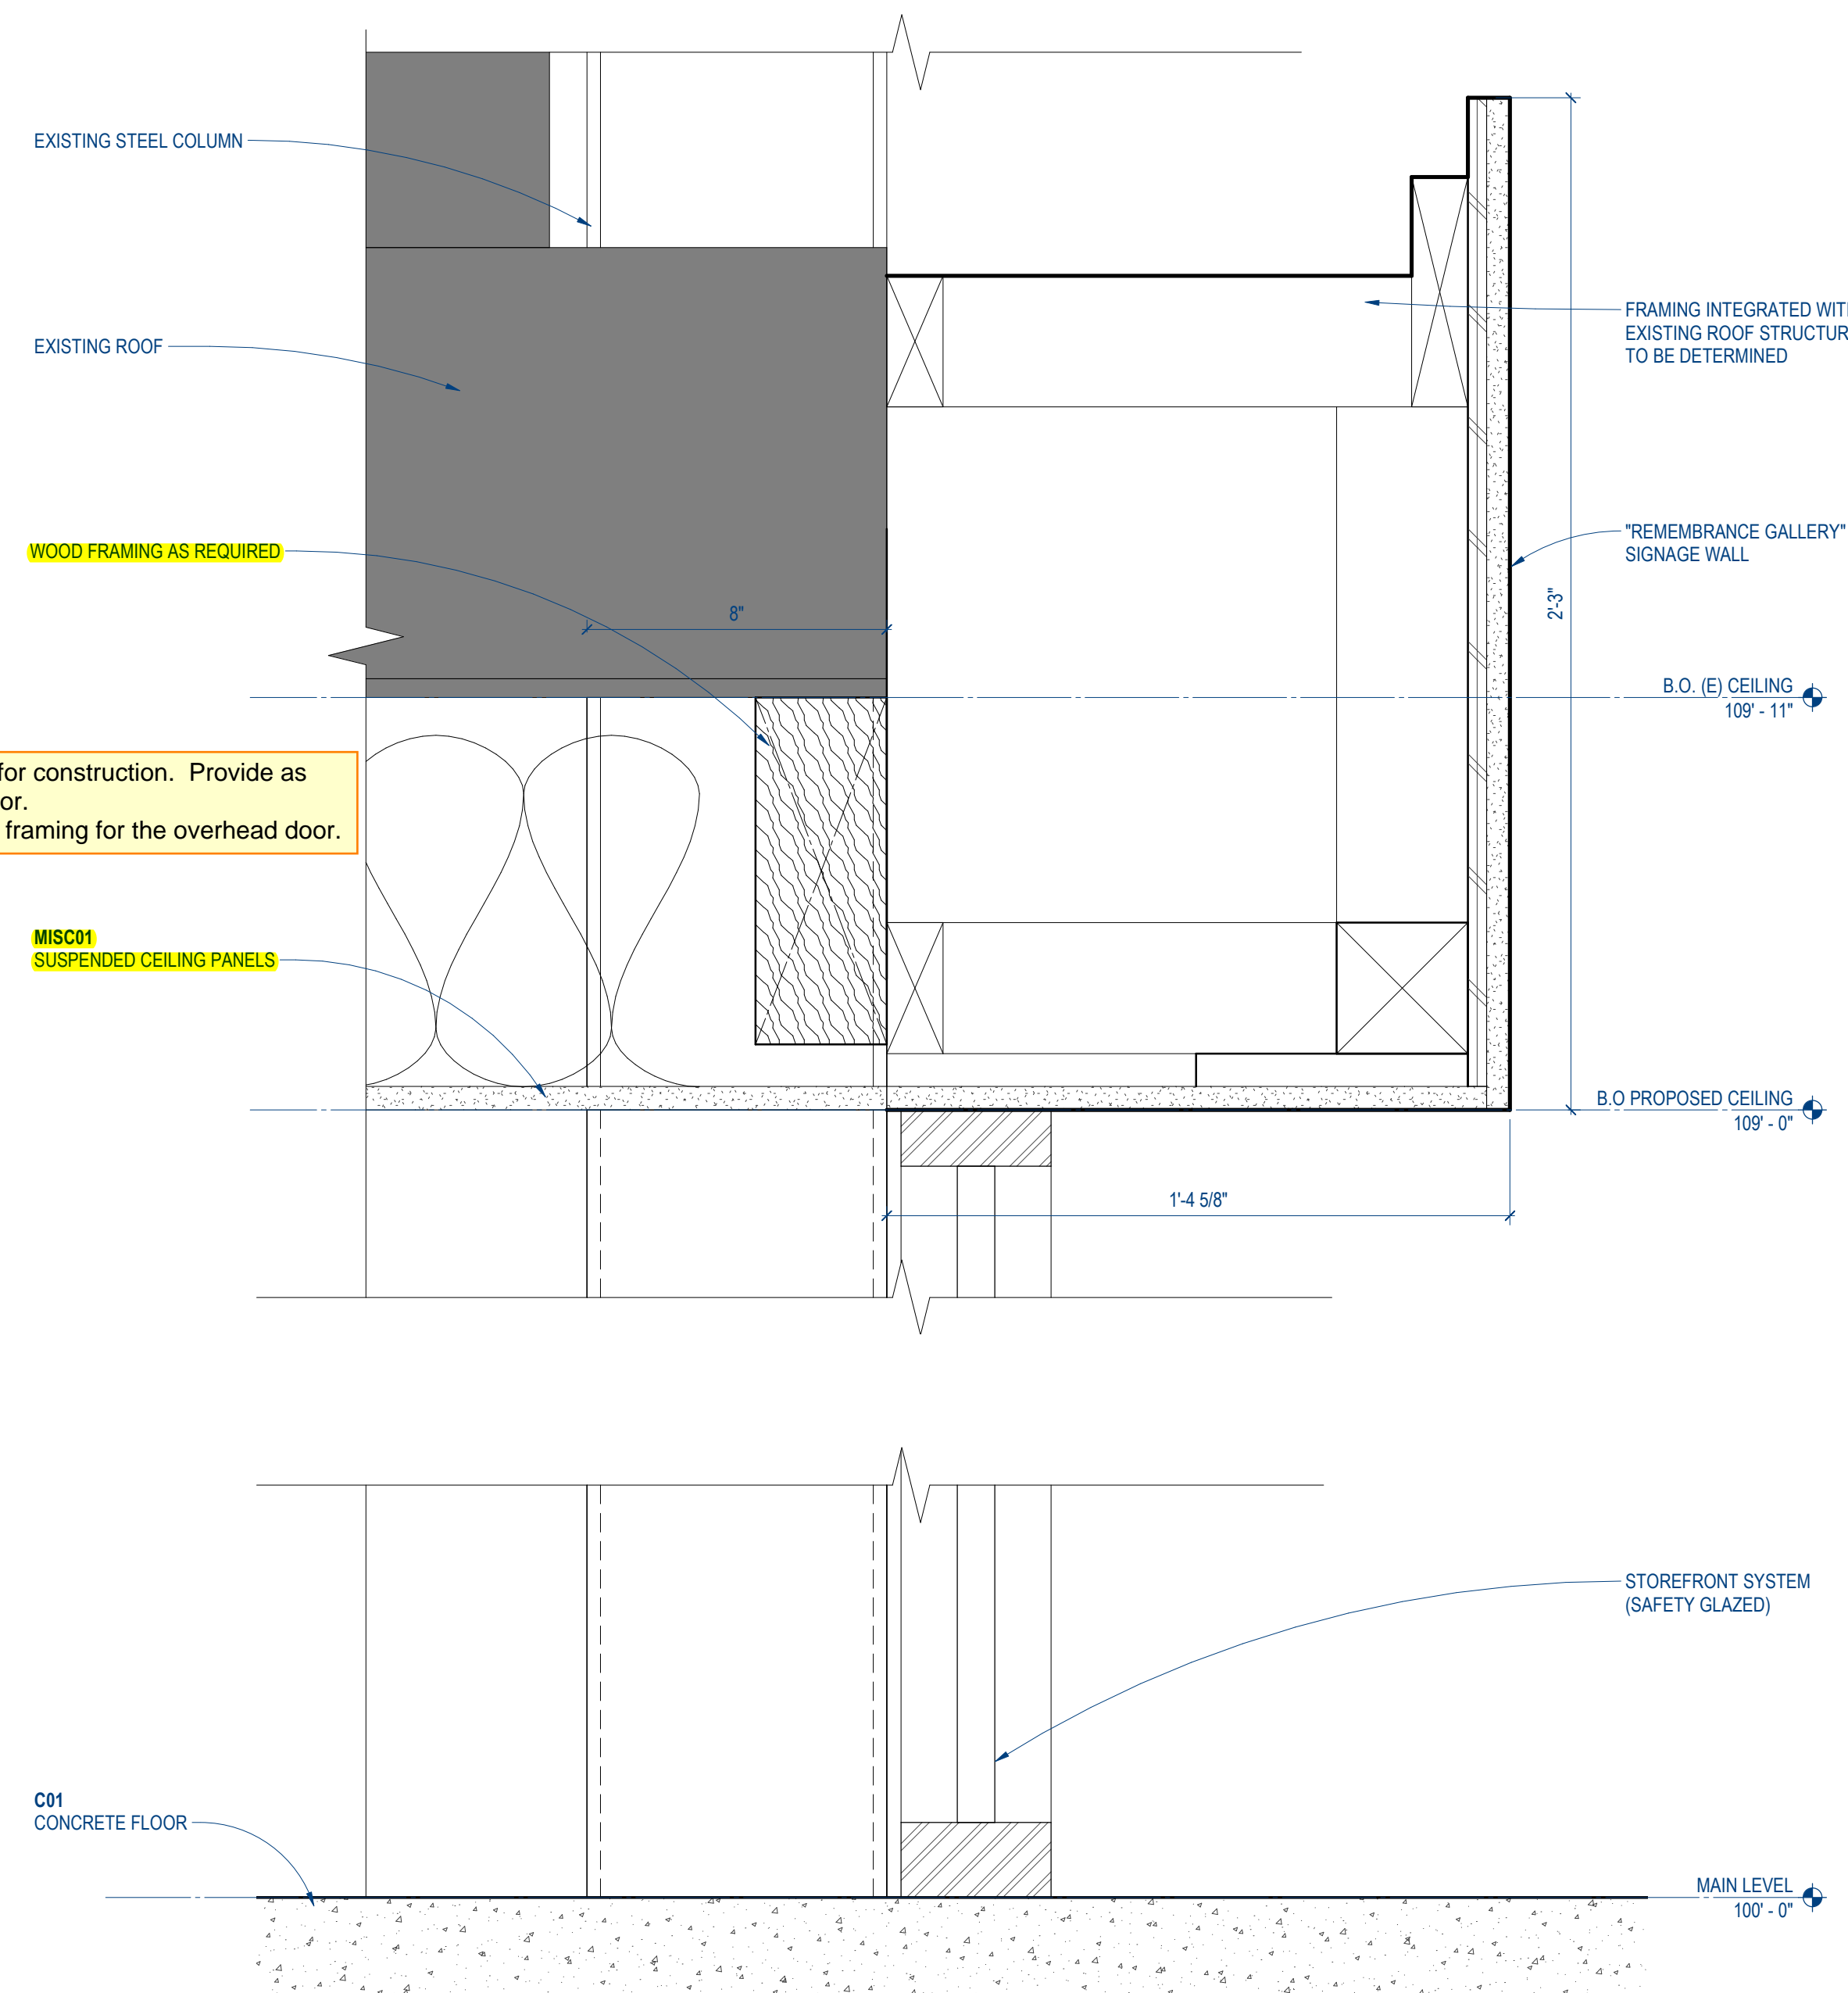 EXISTING STEEL COLUMN
EXISTING ROOF
FRAMING INTEGRATED
EXISTING ROOF
TO BE DETERMINED
WOOD FRAMING AS REQUIRED
"REMEMBRANCE GALLERY"
SIGNAGE WALL
8"
2'-3"
B.O. (E) CEILING
109' - 11"
for construction. Provide as
framing for the overhead door.
MISC01
SUSPENDED CEILING PANELS
B.O PROPOSED CEILING
109' - 0"
1'-4 5/8"
STOREFRONT SYSTEM
(SAFETY GLAZED)
C01
CONCRETE FLOOR
MAIN LEVEL
100' - 0"